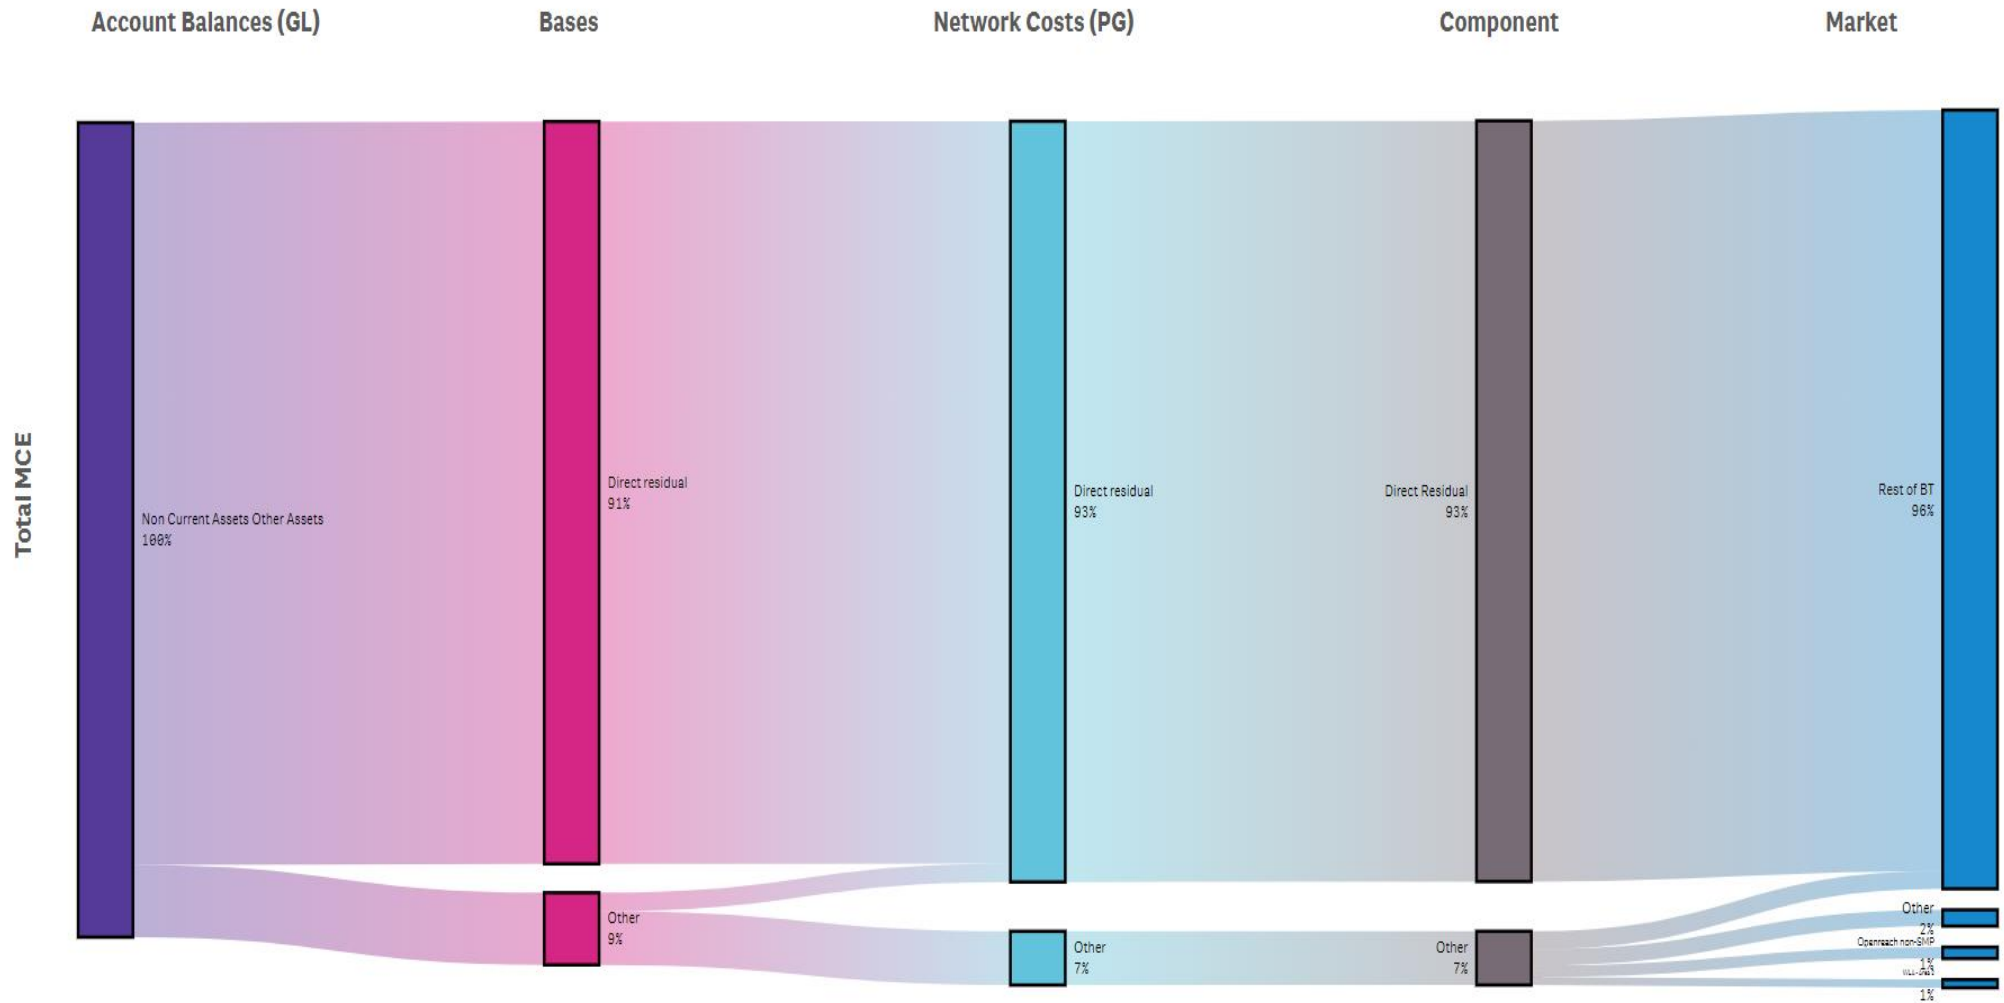 Account Balances (GL)
Bases
Network Costs (PG)
Component
Market
Total MCE
Non Current Assets Other Assets
100%
Direct residual
91%
Other
9%
Direct residual
93%
Other
7%
Direct Residual
93%
Other
7%
Rest of BT
96%
Other
2%
Openreach non-SMP
1%
1%